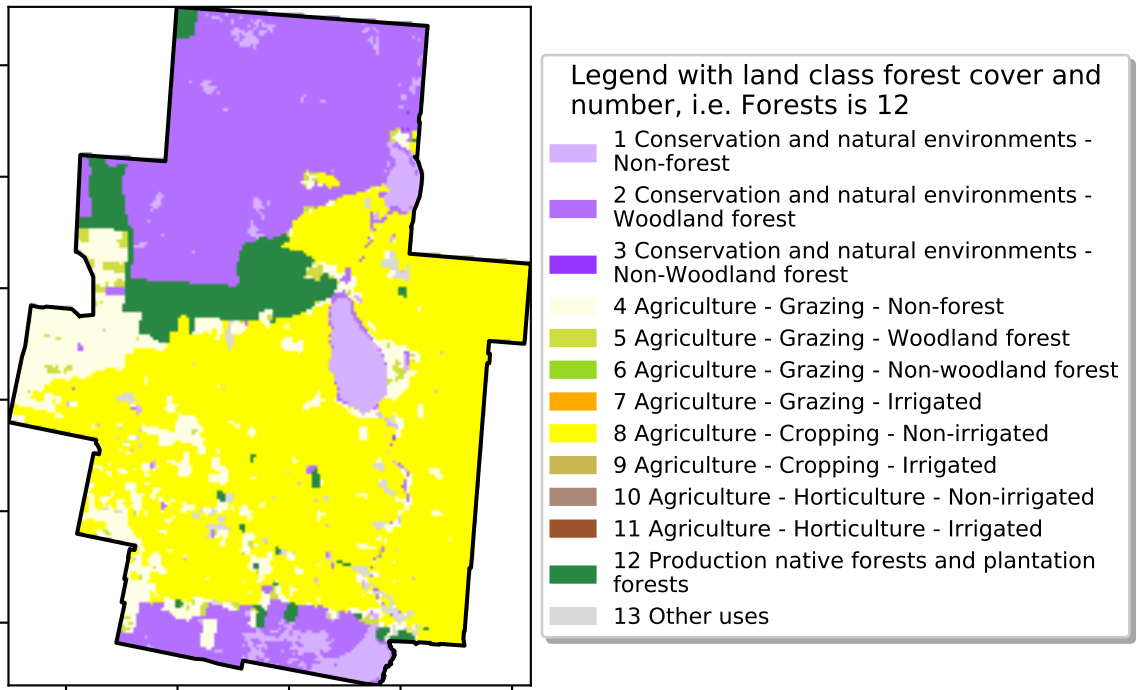 Legend with land class forest cover and
number, i.e. Forests is 12
1 Conservation and natural environments -
Non-forest
2 Conservation and natural environments -
Woodland forest
3 Conservation and natural environments -
Non-Woodland forest
4 Agriculture - Grazing - Non-forest
5 Agriculture - Grazing - Woodland forest
6 Agriculture - Grazing - Non-woodland forest
7 Agriculture - Grazing - Irrigated
8 Agriculture - Cropping - Non-irrigated
9 Agriculture - Cropping - Irrigated
10 Agriculture - Horticulture - Non-irrigated
11 Agriculture - Horticulture - Irrigated
12 Production native forests and plantation
forests
13 Other uses